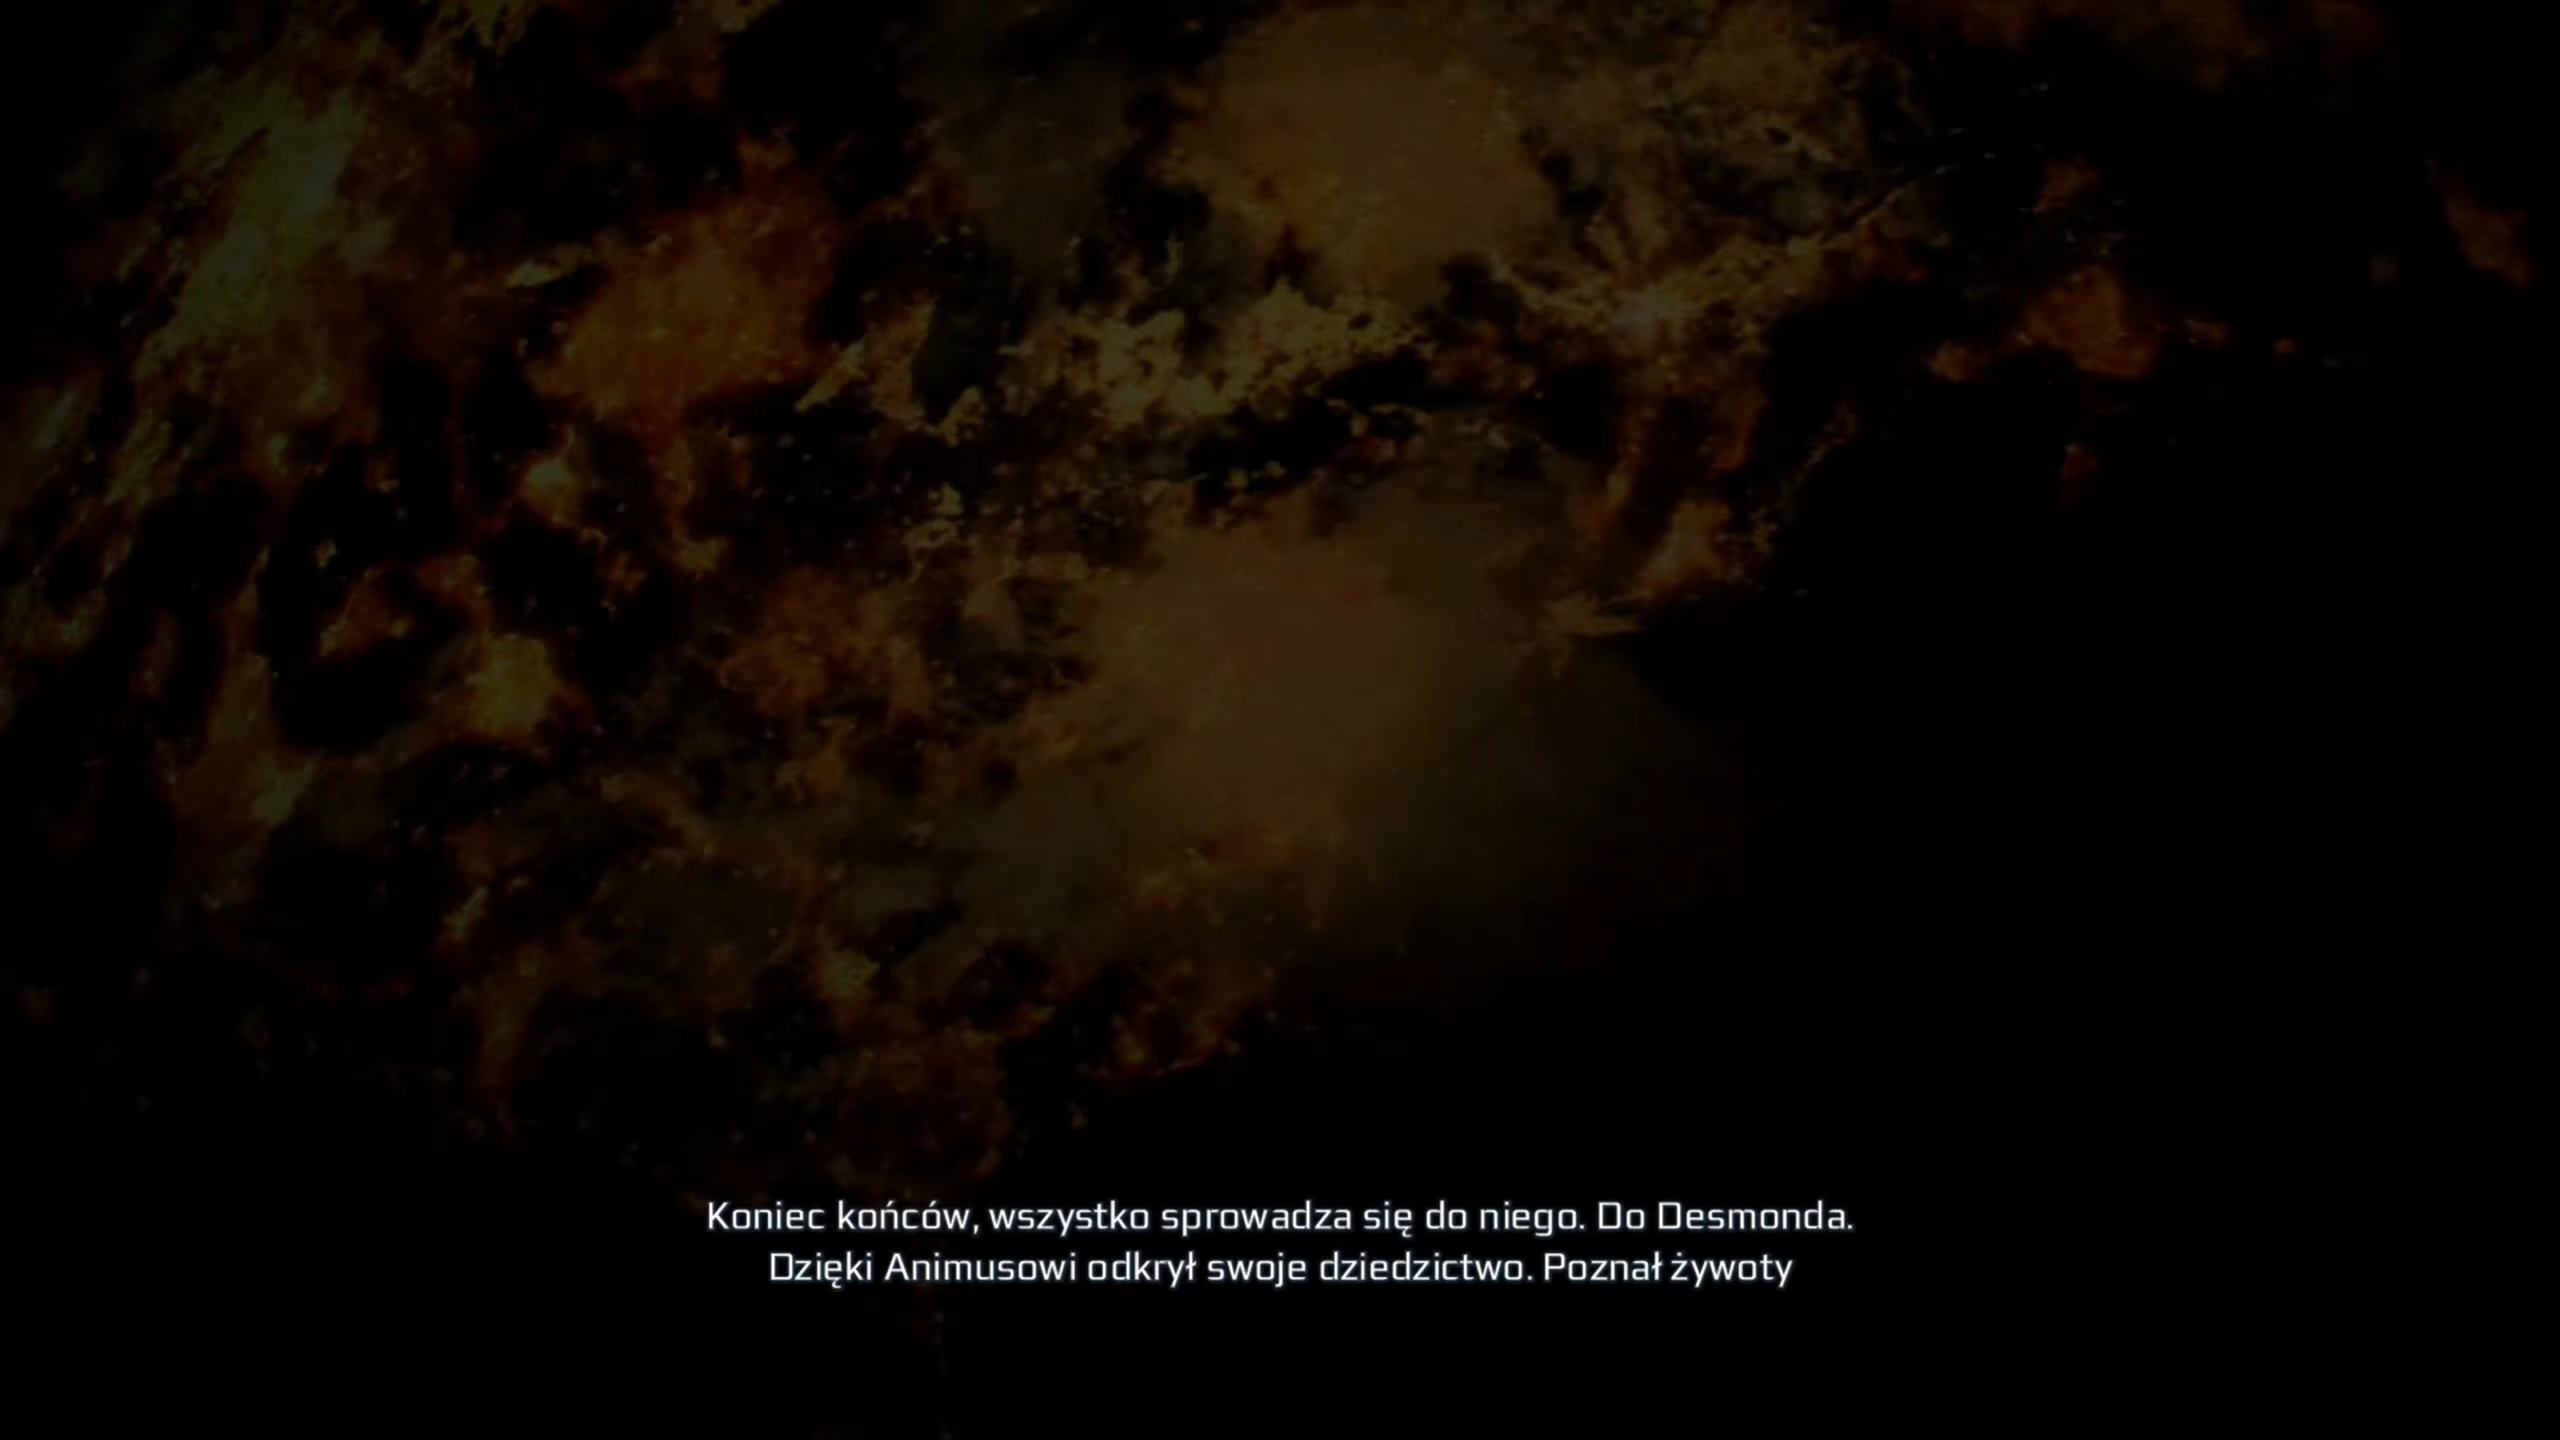 Koniec końców, wszystko sprowadza się do niego. Do Desmonda.
Dzięki Animusowi odkrył swoje dziedzictwo. Poznał żywoty